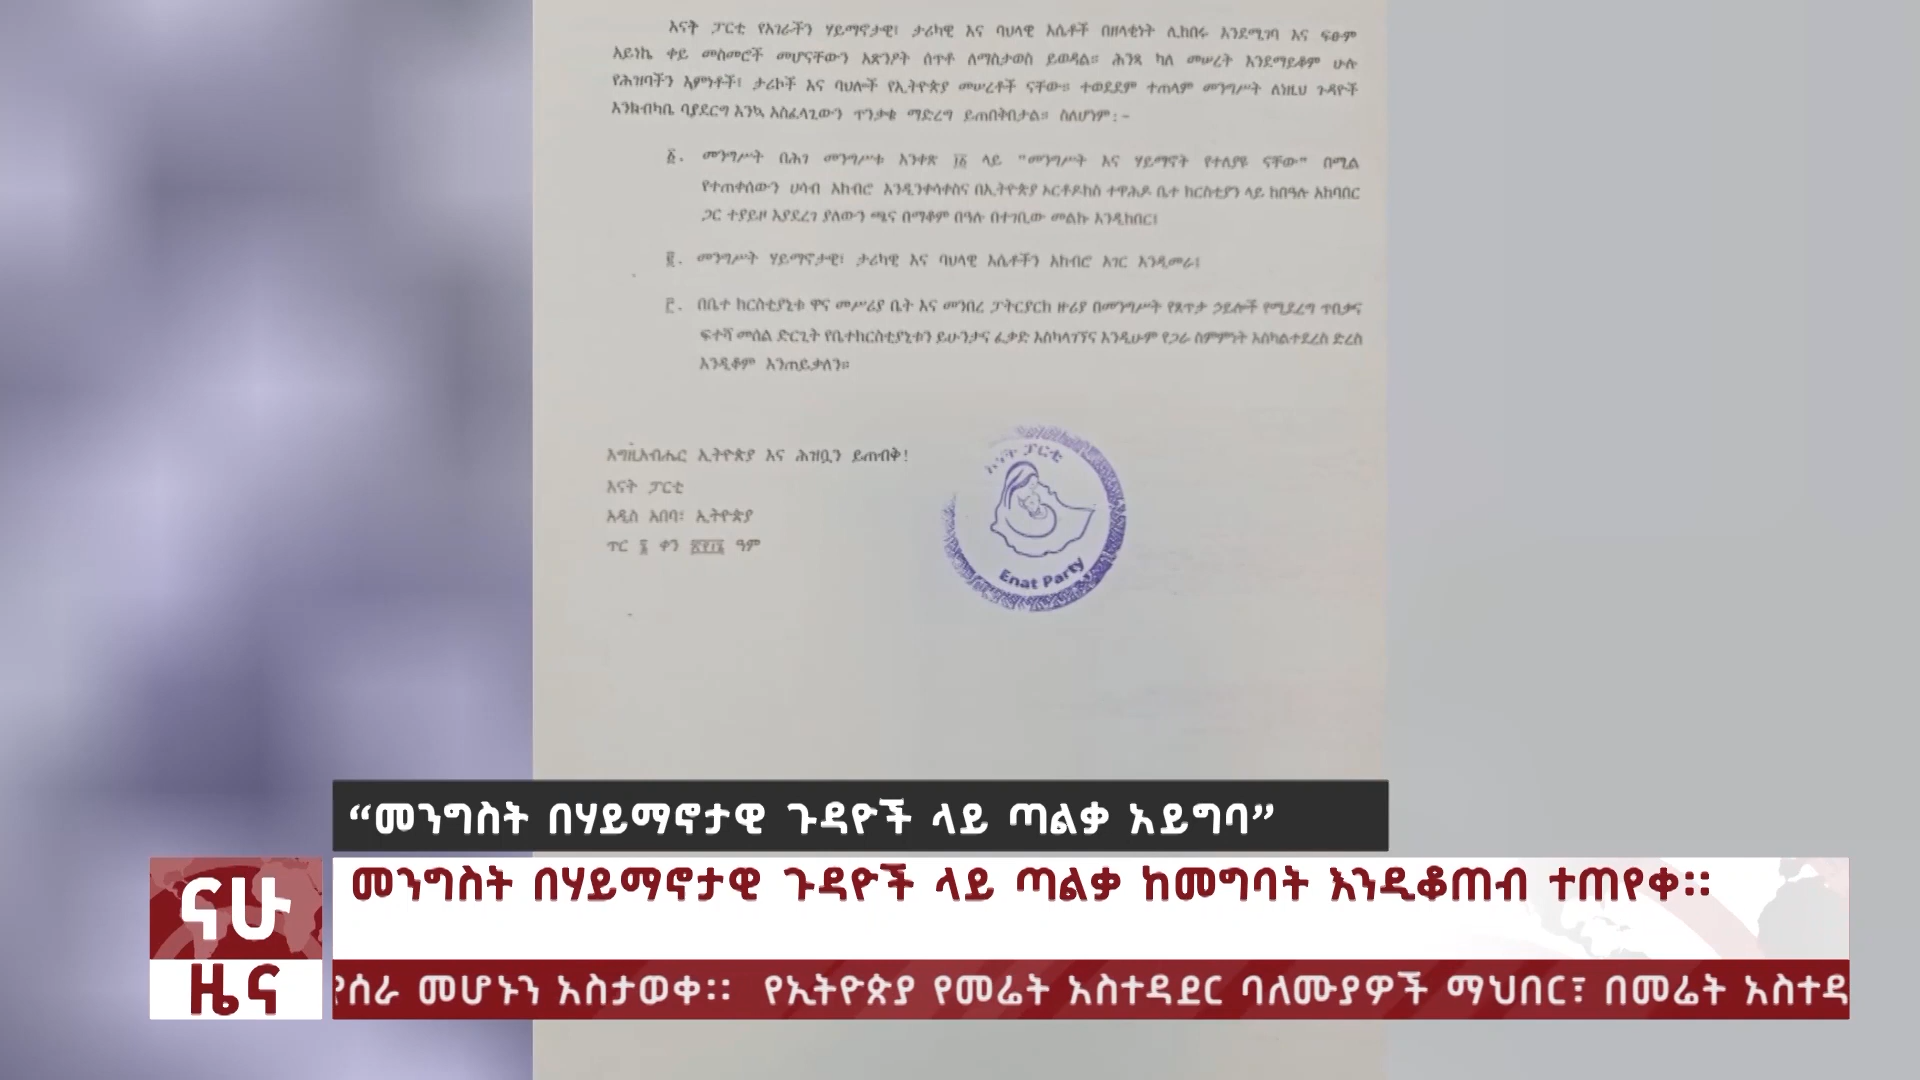 እናት ፓርቲ የአገራችን ሃይማኖታዊ፣ ታሪካዊ እና ባህላዊ እሴቶች በዘላቂነት ሊከበሩ እንደሚገባ እና ፍፁም
አይነኬ ቀይ መስመሮች መሆናቸውን አጽንዖት ሰጥቶ ለማስታወስ ይወዳል። ሕንጻ ካለ መሠረት እንደማይቆም ሁሉ
የሕዝባችን እምነቶች፣ ታሪኮች እና ባህሎች የኢትዮጵያ መሠረቶች ናቸው። ተወደደም ተጠላም መንግሥት ለነዚህ ጉዳዮች
እንክብካቤ ባያደርግ እንኳ አስፈላጊውን ጥንቃቄ ማድረግ ይጠበቅበታል። ስለሆነም:-
፩. መንግሥት በሕገ መንግሥቱ አንቀጽ ፲፩ ላይ "መንግሥት እና ሃይማኖት የተለያዩ ናቸው" በሚል
የተጠቀሰውን ሀሳብ አክብሮ እንዲንቀሳቀስና በኢትዮጵያ ኦርቶዶክስ ተዋሕዶ ቤተ ክርስቲያን ላይ ከበዓሉ አከባበር
ጋር ተያይዞ እያደረገ ያለውን ጫና በማቆም በዓሉ በተገቢው መልኩ እንዲከበር፤
፪. መንግሥት ሃይማኖታዊ፣ ታሪካዊ እና ባህላዊ እሴቶችን አክብሮ አገር እንዲመራ፤
፫. በቤተ ክርስቲያኒቱ ዋና መሥሪያ ቤት እና መንበረ ፓትርያርክ ዙሪያ በመንግሥት የጸጥታ ኃይሎች የሚደረግ ጥበቃና
ፍተሻ መሰል ድርጊት የቤተክርስቲያኒቱን ይሁንታና ፈቃድ እስካላገኘና እንዲሁም የጋራ ስምምነት እስካልተደረሰ ድረስ
እንዲቆም እንጠይቃለን።
እግዚአብሔር ኢትዮጵያ እና ሕዝቧን ይጠብቅ!
እናት ፓርቲ
አዲስ አበባ፣ ኢትዮጵያ
ጥር ቀን ዓም
እናት ፓርቲ
Enat Party
“መንግስት በሃይማኖታዊ ጉዳዮች ላይ ጣልቃ አይግባ”
መንግስት በሃይማኖታዊ ጉዳዮች ላይ ጣልቃ ከመግባት እንዲቆጠብ ተጠየቀ።
ናሁ
ዜና
የሰራ መሆኑን አስታወቀ። የኢትዮጵያ የመሬት አስተዳደር ባለሙያዎች ማህበር፣ በመሬት አስተዳ